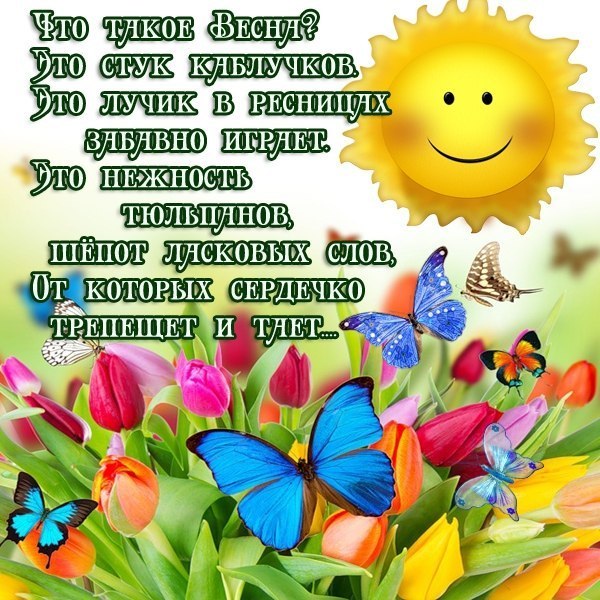 Что такое Весна?
Это стук каблучков.
Это лучик в ресницах
забавно играет.
Это нежность
тюльпанов,
шёпот ласковых слов,
От которых сердечко
трепещет и тает....